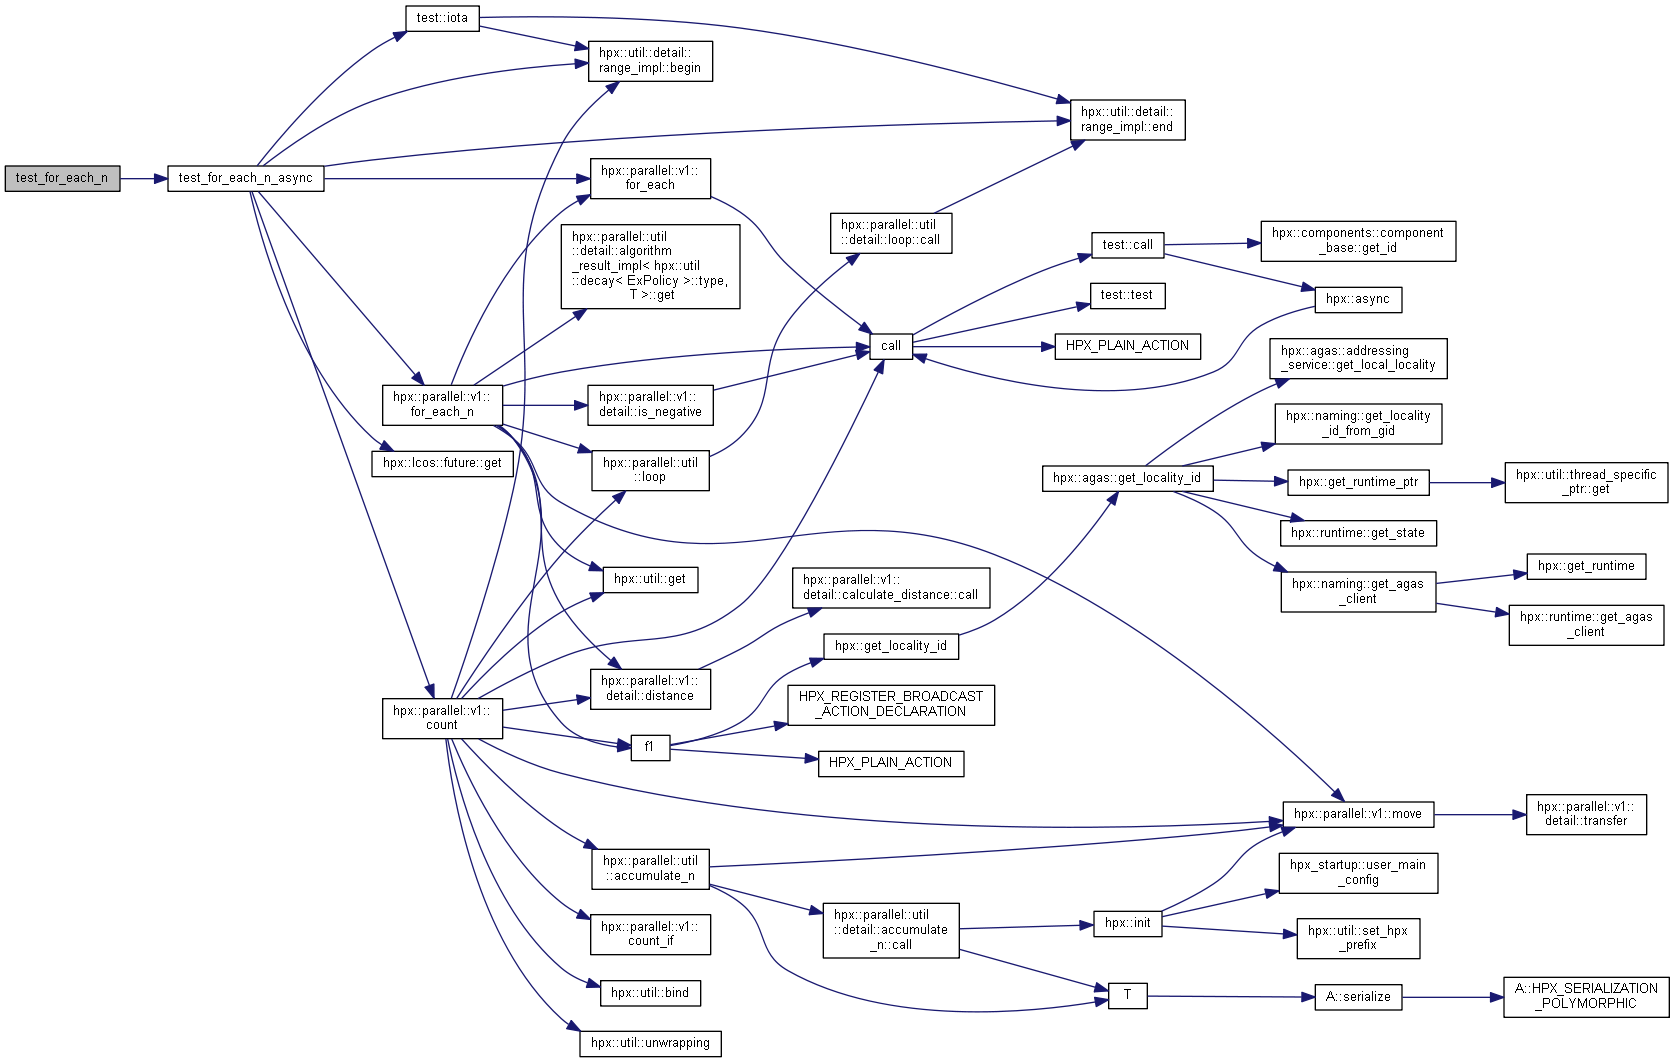 test_for_each_n
test_for_each_n_async
test::iota
hpx::util::detail::
range_impl::begin
hpx::util::detail::
range_impl::end
hpx::parallel::v1::
for_each
hpx::parallel::util
::detail::algorithm
_result_impl< hpx::util
::decay< ExPolicy >::type,
T >::get
hpx::parallel::util
::detail::loop::call
test::call
hpx::components::component
_base::get_id
test::test
hpx::async
call
HPX_PLAIN_ACTION
hpx::agas::addressing
_service::get_local_locality
hpx::parallel::v1::
for_each_n
hpx::parallel::v1::
detail::is_negative
hpx::naming::get_locality
_id_from_gid
hpx::lcos::future::get
hpx::parallel::util
::loop
hpx::agas::get_locality_id
hpx::get_runtime_ptr
hpx::util::thread_specific
_ptr::get
hpx::runtime::get_state
hpx::util::get
hpx::parallel::v1::
detail::calculate_distance::call
hpx::naming::get_agas
_client
hpx::get_runtime
hpx::runtime::get_agas
_client
hpx::get_locality_id
hpx::parallel::v1::
detail::distance
hpx::parallel::v1::
count
HPX_REGISTER_BROADCAST
_ACTION_DECLARATION
f1
HPX_PLAIN_ACTION
hpx::parallel::v1::move
hpx::parallel::v1::
detail::transfer
hpx::parallel::util
::accumulate_n
hpx_startup::user_main
_config
hpx::parallel::util
::detail::accumulate
_n::call
hpx::init
hpx::util::set_hpx
_prefix
hpx::parallel::v1::
count_if
hpx::util::bind
T
A::serialize
A::HPX_SERIALIZATION
_POLYMORPHIC
hpx::util::unwrapping